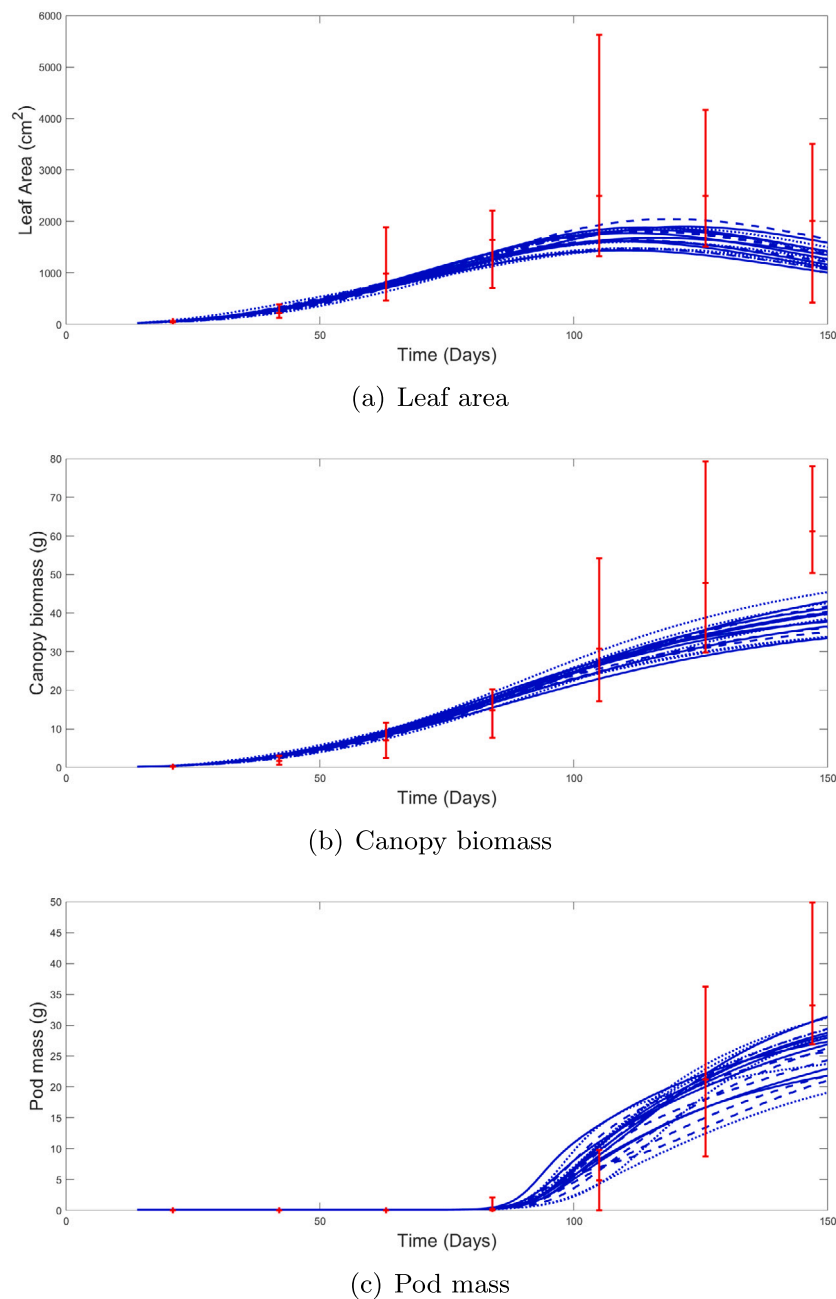 6000
5000
4000
3000
2000
1000
0
Leaf Area (cm²)
0 50 100 150
Time (Days)
(a) Leaf area
80
70
60
50
40
30
20
10
0
Canopy biomass (g)
0 50 100 150
Time (Days)
(b) Canopy biomass
50
45
40
35
30
25
20
15
10
5
0
Pod mass (g)
0 50 100 150
Time (Days)
(c) Pod mass